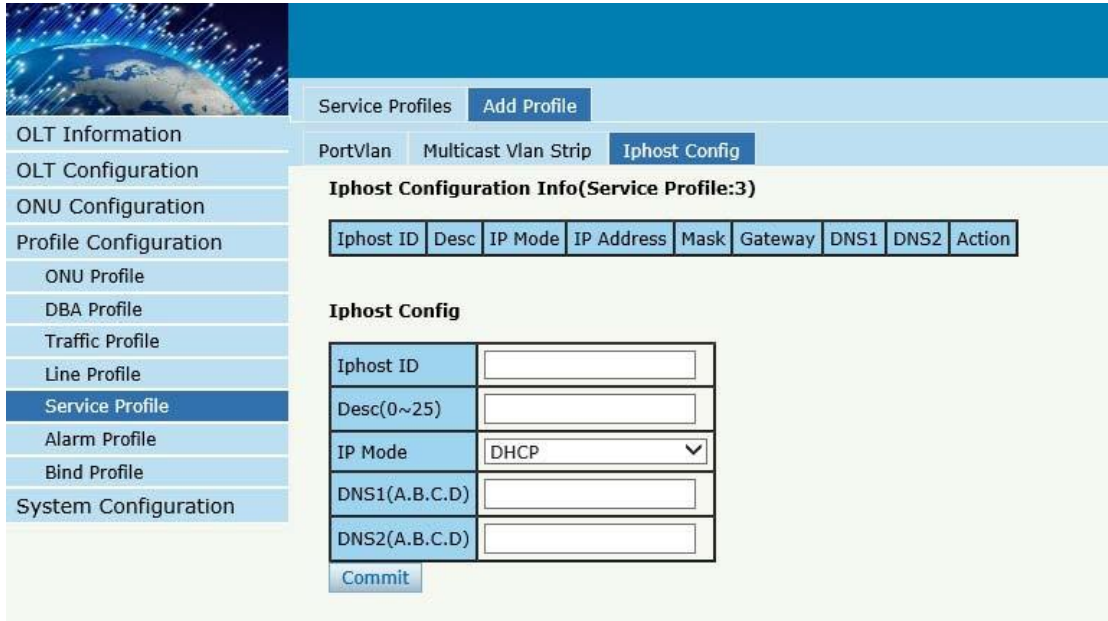 Service Profiles Add Profile
OLT Information
OLT Configuration
ONU Configuration
Profile Configuration
ONU Profile
DBA Profile
Traffic Profile
Line Profile
Service Profile
Alarm Profile
Bind Profile
System Configuration
PortVlan Multicast Vlan Strip Iphost Config
Iphost Configuration Info(Service Profile:3)
Iphost ID Desc IP Mode IP Address Mask Gateway DNS1 DNS2 Action
Iphost Config
Iphost ID
Desc(0~25)
IP Mode DHCP
DNS1(A.B.C.D)
DNS2(A.B.C.D)
Commit